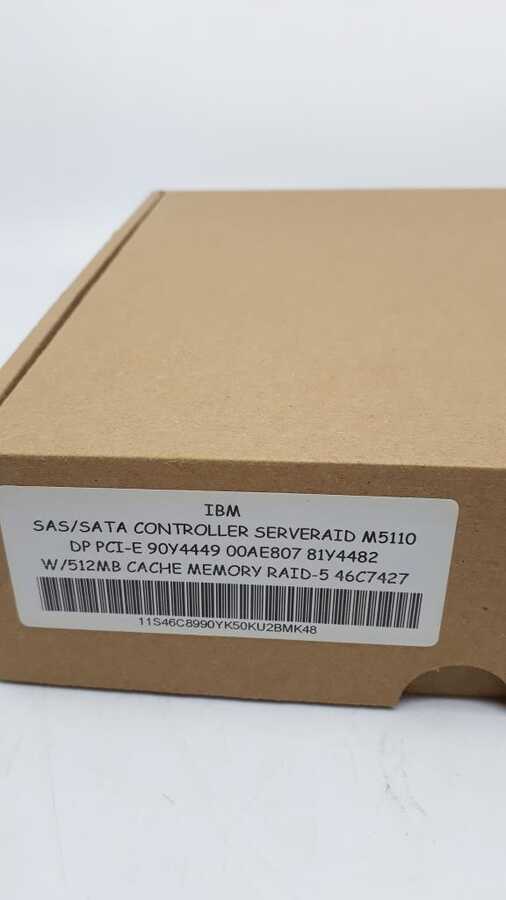 IBM
SAS/SATA CONTROLLER SERVERAID M5110
DP PCI-E 90Y4449 00AE807 81Y4482
W/512MB CACHE MEMORY RAID-5 46C7427
11S46C8990YK50KU2BMK48